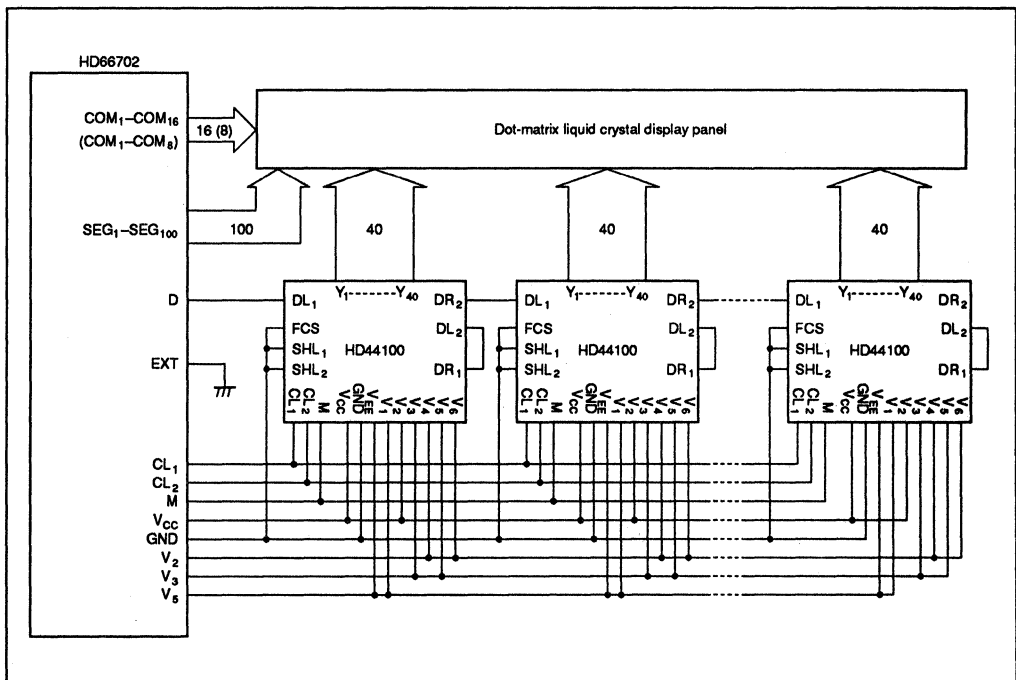 HD66702
COM₁–COM₁₆
(COM₁–COM₈)
16 (8)
Dot-matrix liquid crystal display panel
SEG₁–SEG₁₀₀
100
40
40
40
D
DL₁
Y₁-------Y₄₀
DR₂
DL₁
Y₁-------Y₄₀
DR₂
DL₁
Y₁-------Y₄₀
DR₂
FCS
DL₂
FCS
DL₂
FCS
DL₂
EXT
SHL₁
HD44100
SHL₁
HD44100
SHL₁
HD44100
SHL₂
DR₁
SHL₂
DR₁
SHL₂
DR₁
CL₁ CL₂ M VCC GND VEE V₁ V₂ V₃ V₄ V₅ V₆
CL₁ CL₂ M VCC GND VEE V₁ V₂ V₃ V₄ V₅ V₆
CL₁ CL₂ M VCC GND VEE V₁ V₂ V₃ V₄ V₅ V₆
CL₁
CL₂
M
VCC
GND
V₂
V₃
V₅